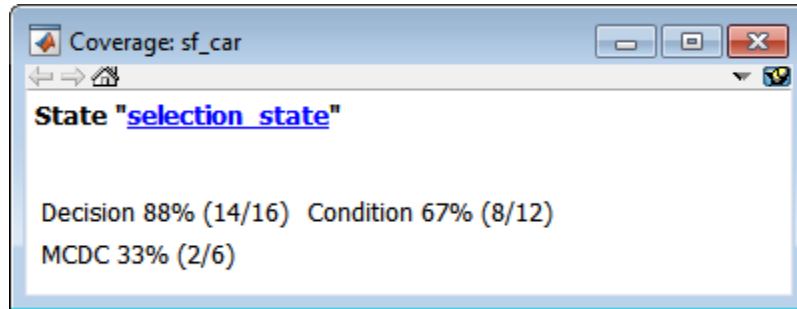 Coverage: sf_car
State "selection_state"
Decision 88% (14/16) Condition 67% (8/12)
MCDC 33% (2/6)